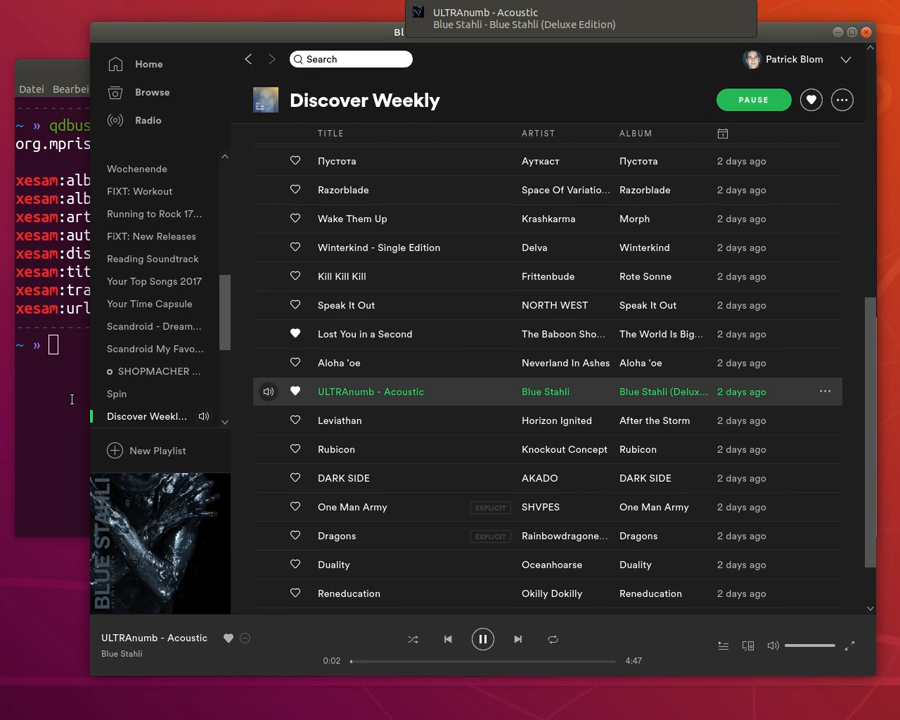 ULTRAnumb - Acoustic
Blue Stahli - Blue Stahli (Deluxe Edition)
Bl
Datei Bearbei
~ » qdbus
org.mpris
xesam:alb
xesam:alb
xesam:art
xesam:aut
xesam:dis
xesam:tit
xesam:tra
xesam:url
~ »
Home
Browse
Radio
Wochenende
FIXT: Workout
Running to Rock 17...
FiXT: New Releases
Reading Soundtrack
Your Top Songs 2017
Your Time Capsule
Scandroid - Dream...
Scandroid My Favo...
SHOPMACHER ...
Spin
Discover Weekl...
New Playlist
BLUE STAHLI
Search
Patrick Blom
Discover Weekly
PAUSE
TITLE ARTIST ALBUM
Пустота Ауткаст Пустота 2 days ago
Razorblade Space Of Variatio... Razorblade 2 days ago
Wake Them Up Krashkarma Morph 2 days ago
Winterkind - Single Edition Delva Winterkind 2 days ago
Kill Kill Kill Frittenbude Rote Sonne 2 days ago
Speak It Out NORTH WEST Speak It Out 2 days ago
Lost You in a Second The Baboon Sho... The World Is Big... 2 days ago
Aloha 'oe Neverland In Ashes Aloha 'oe 2 days ago
ULTRAnumb - Acoustic Blue Stahli Blue Stahli (Delux... 2 days ago
Leviathan Horizon Ignited After the Storm 2 days ago
Rubicon Knockout Concept Rubicon 2 days ago
DARK SIDE AKADO DARK SIDE 2 days ago
One Man Army EXPLICIT SHVPES One Man Army 2 days ago
Dragons EXPLICIT Rainbowdragone... Dragons 2 days ago
Duality Oceanhoarse Duality 2 days ago
Reneducation Okilly Dokilly Reneducation 2 days ago
ULTRAnumb - Acoustic
Blue Stahli
0:02 4:47